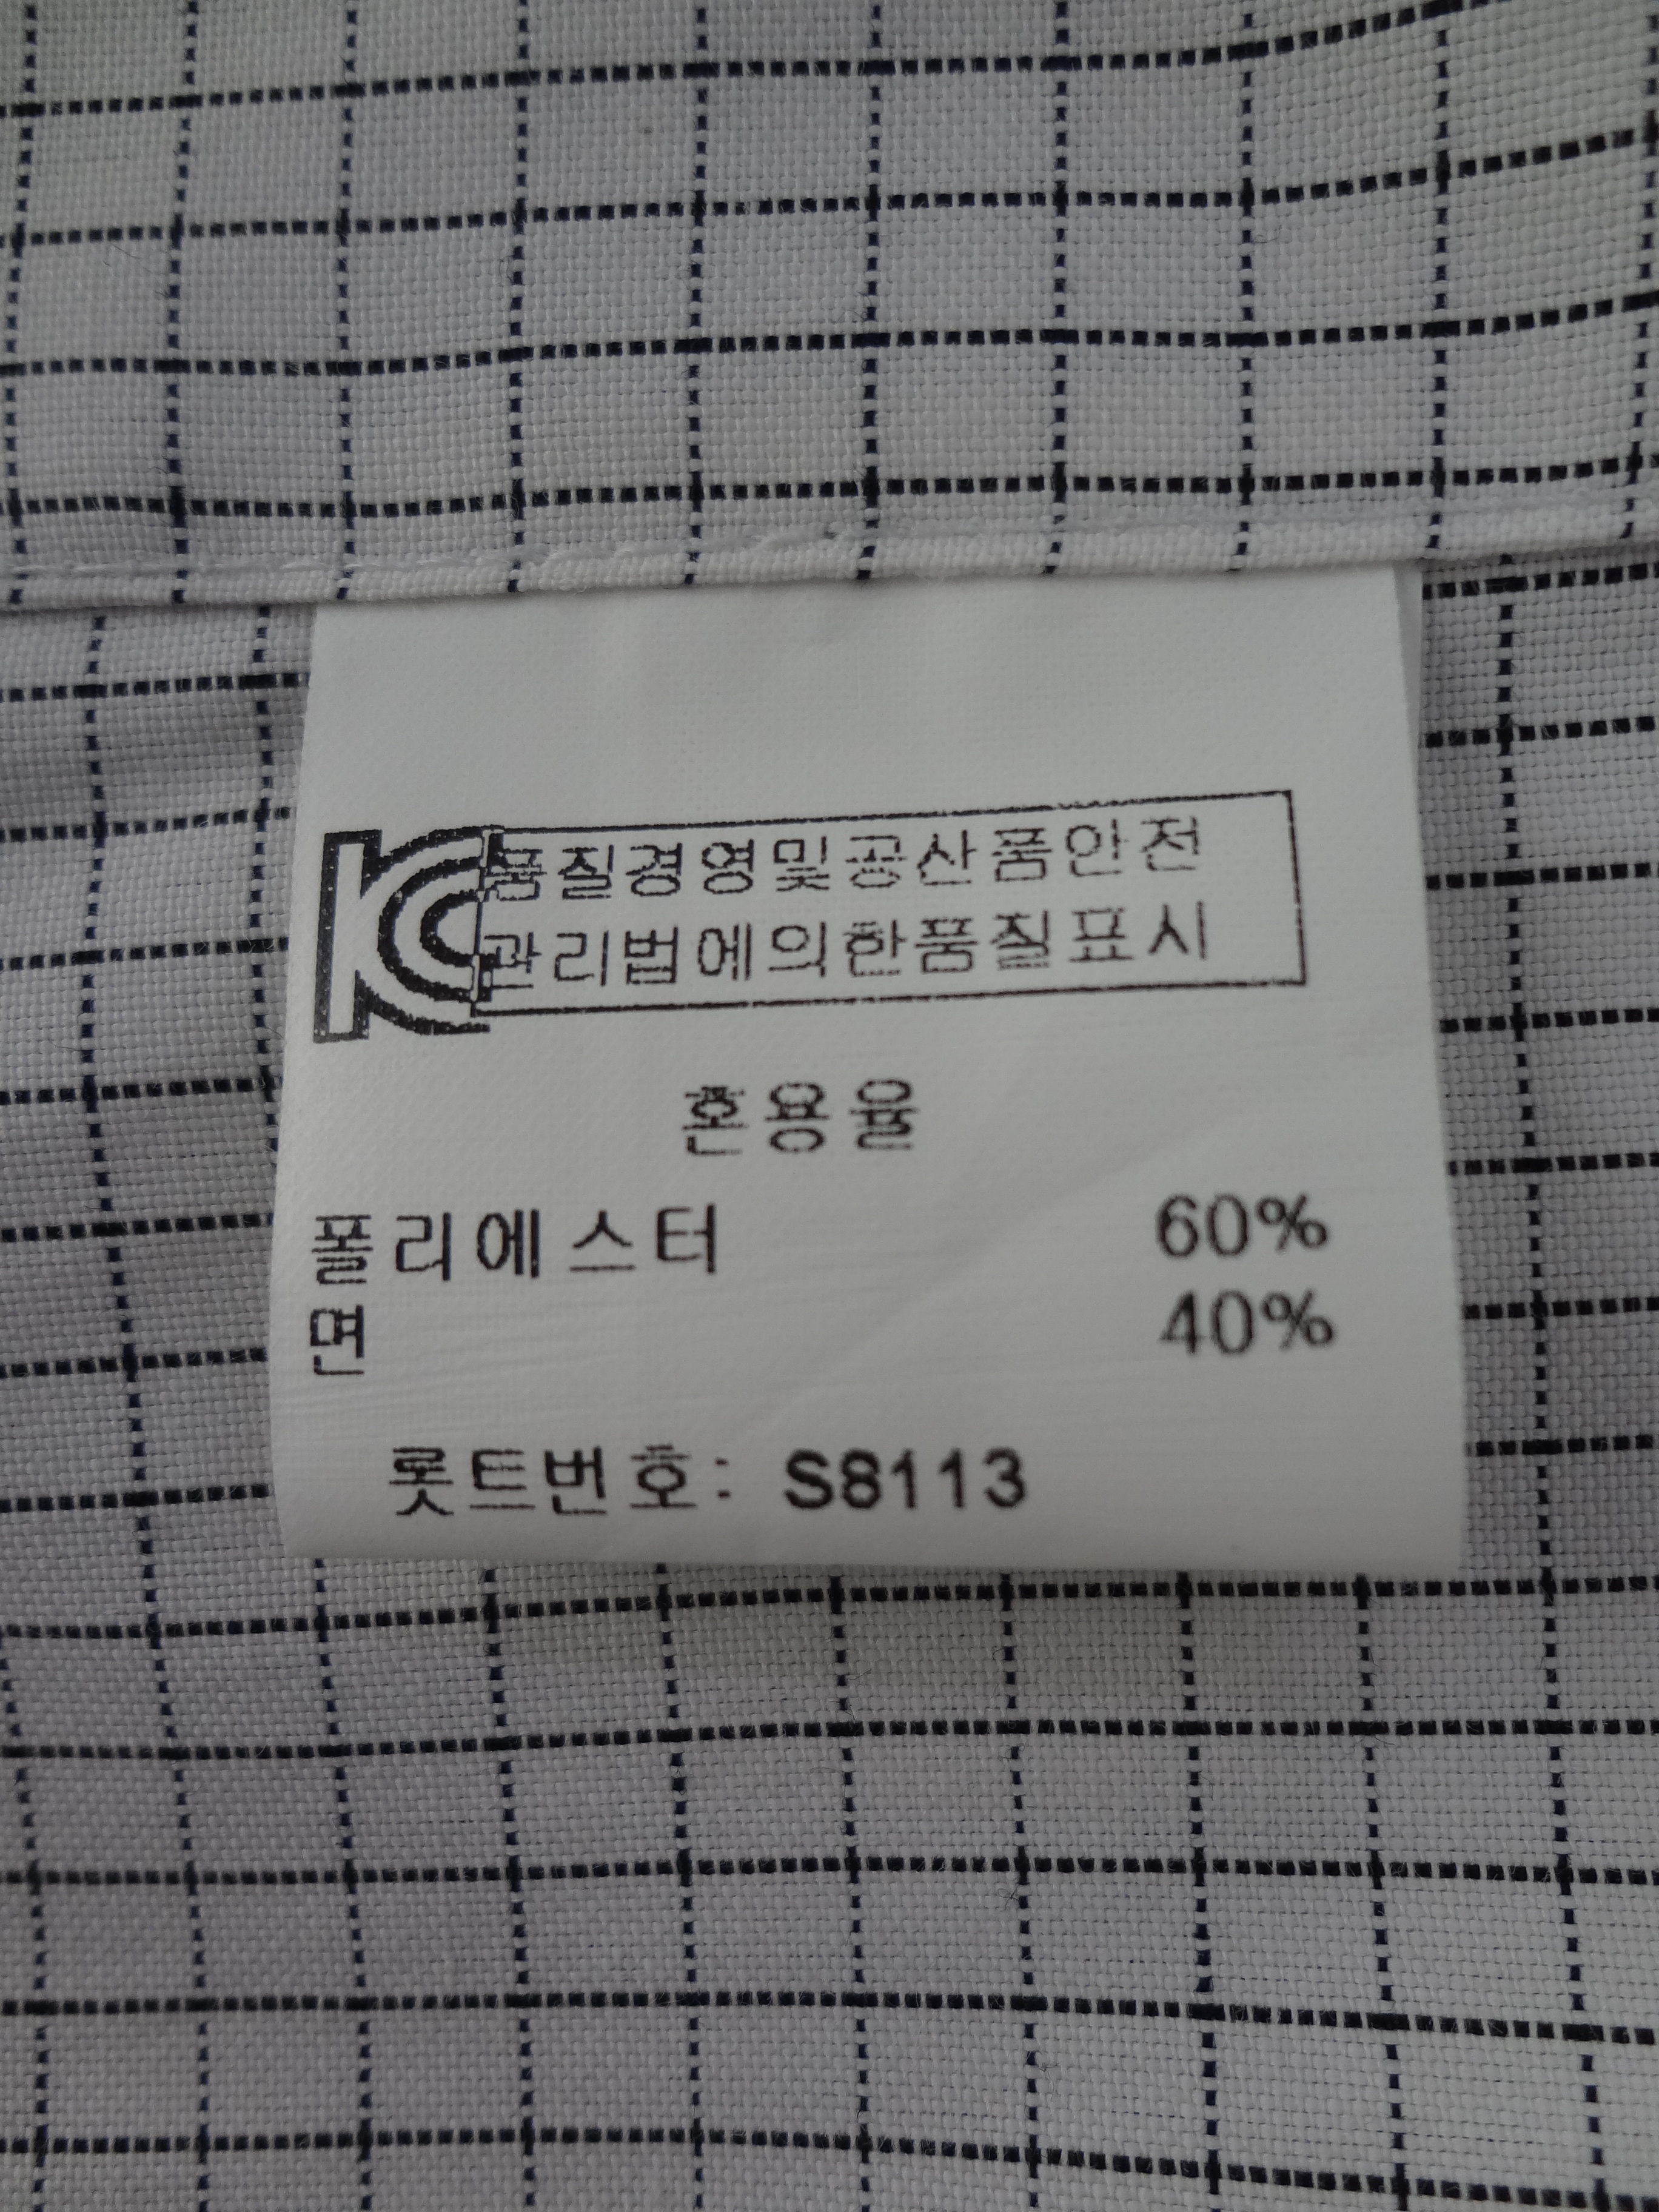 KC
품질경영및공산품안전
관리법에의한품질표시
혼용율
폴리에스터 60%
면 40%
롯트번호: S8113